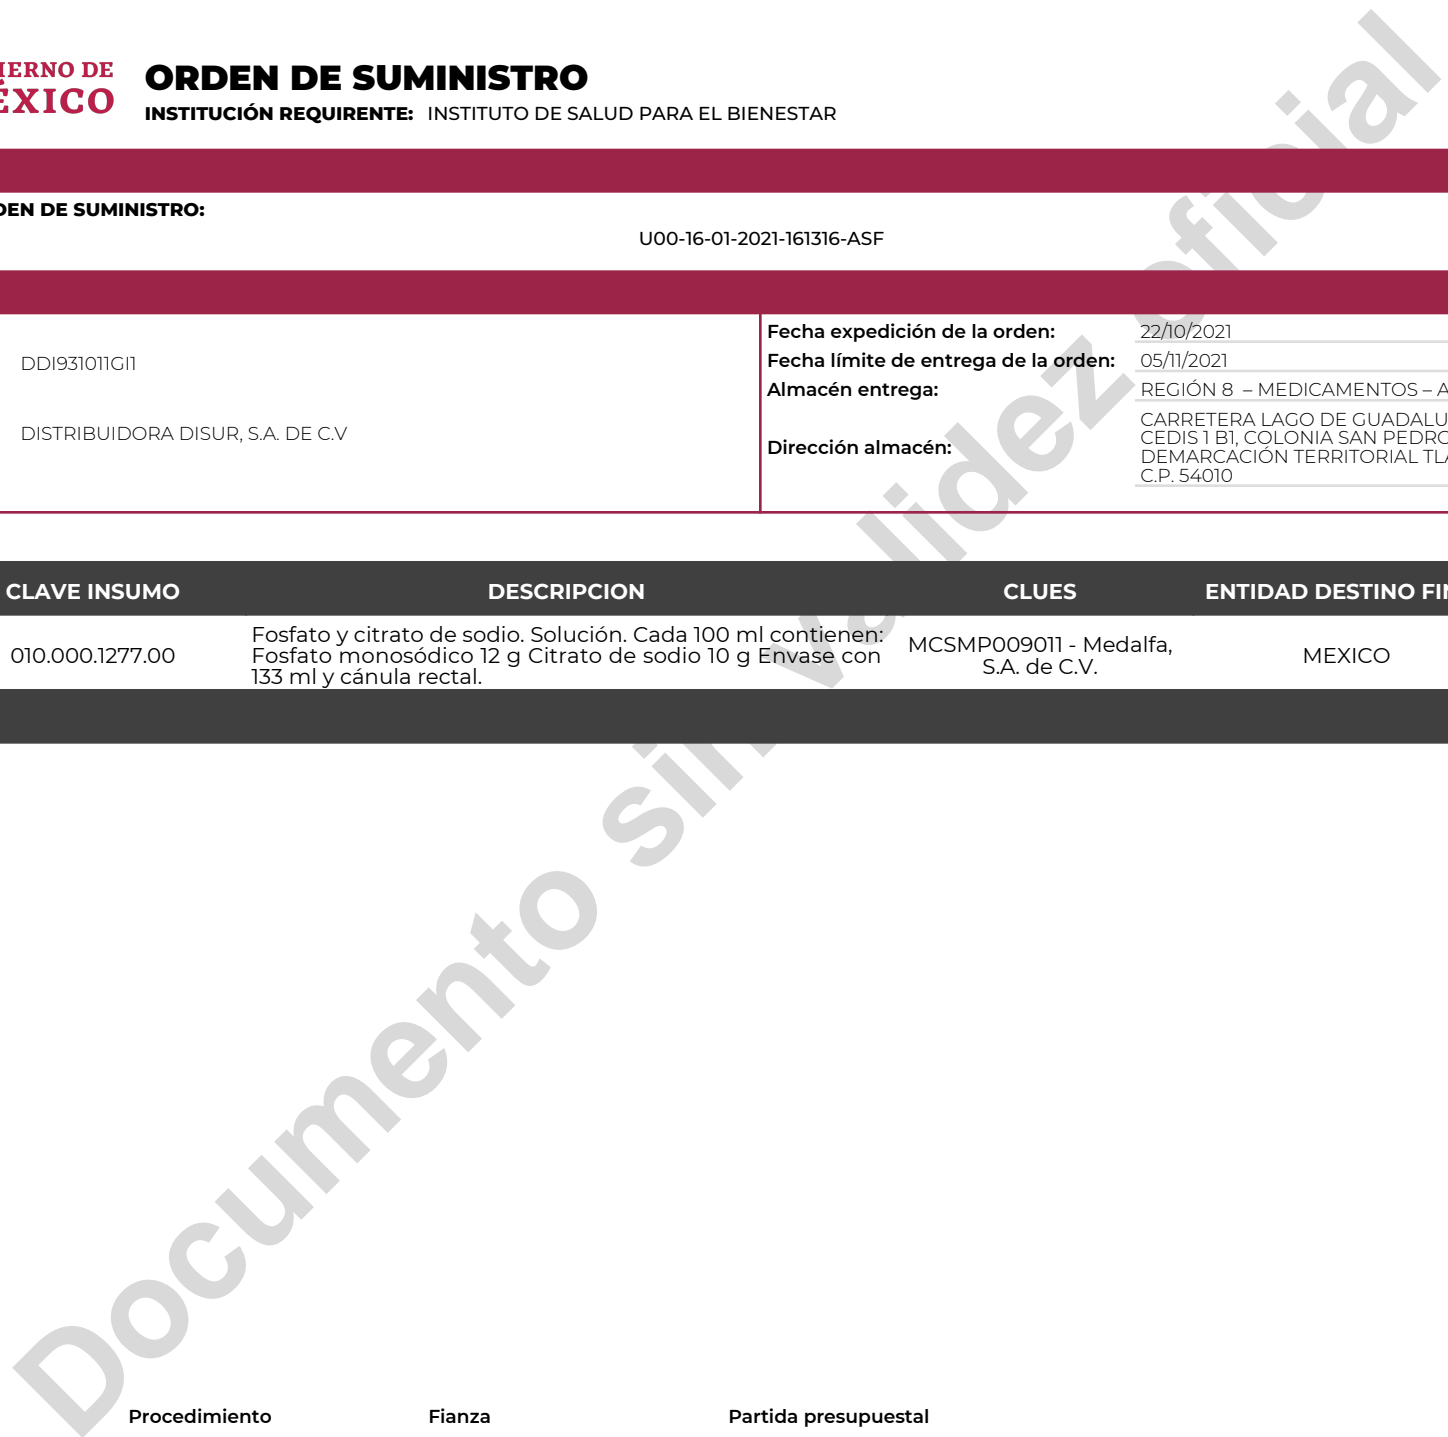 IERNO DE
ÉXICO
ORDEN DE SUMINISTRO
INSTITUCIÓN REQUIRENTE: INSTITUTO DE SALUD PARA EL BIENESTAR
DEN DE SUMINISTRO:
U00-16-01-2021-161316-ASF
DDI931011GI1
DISTRIBUIDORA DISUR, S.A. DE C.V
Fecha expedición de la orden: 22/10/2021
Fecha límite de entrega de la orden: 05/11/2021
Almacén entrega: REGIÓN 8 – MEDICAMENTOS – A
Dirección almacén:
CARRETERA LAGO DE GUADALU
CEDIS 1 B1, COLONIA SAN PEDRO
DEMARCACIÓN TERRITORIAL TLA
C.P. 54010
CLAVE INSUMO DESCRIPCION CLUES ENTIDAD DESTINO FIN
010.000.1277.00
Fosfato y citrato de sodio. Solución. Cada 100 ml contienen:
Fosfato monosódico 12 g Citrato de sodio 10 g Envase con
133 ml y cánula rectal.
MCSMP009011 - Medalfa,
S.A. de C.V.
MEXICO
Documento sin validez oficial
Procedimiento Fianza Partida presupuestal